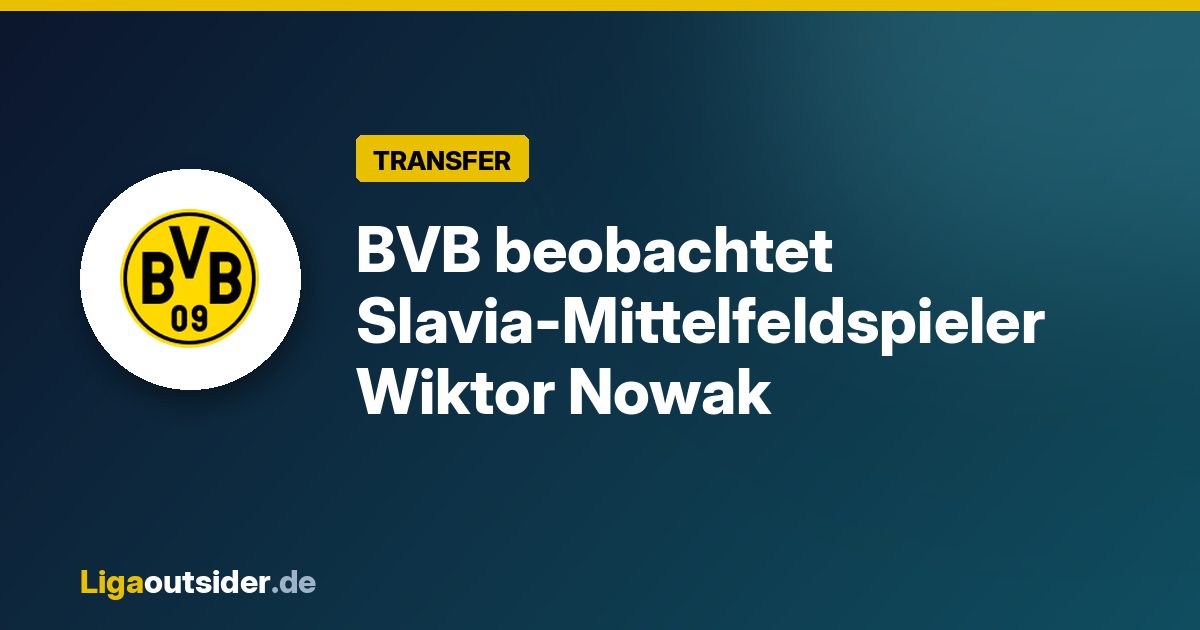 TRANSFER
BVB beobachtet
Slavia-Mittelfeldspieler
Wiktor Nowak
BVB
09
Ligaoutsider.de